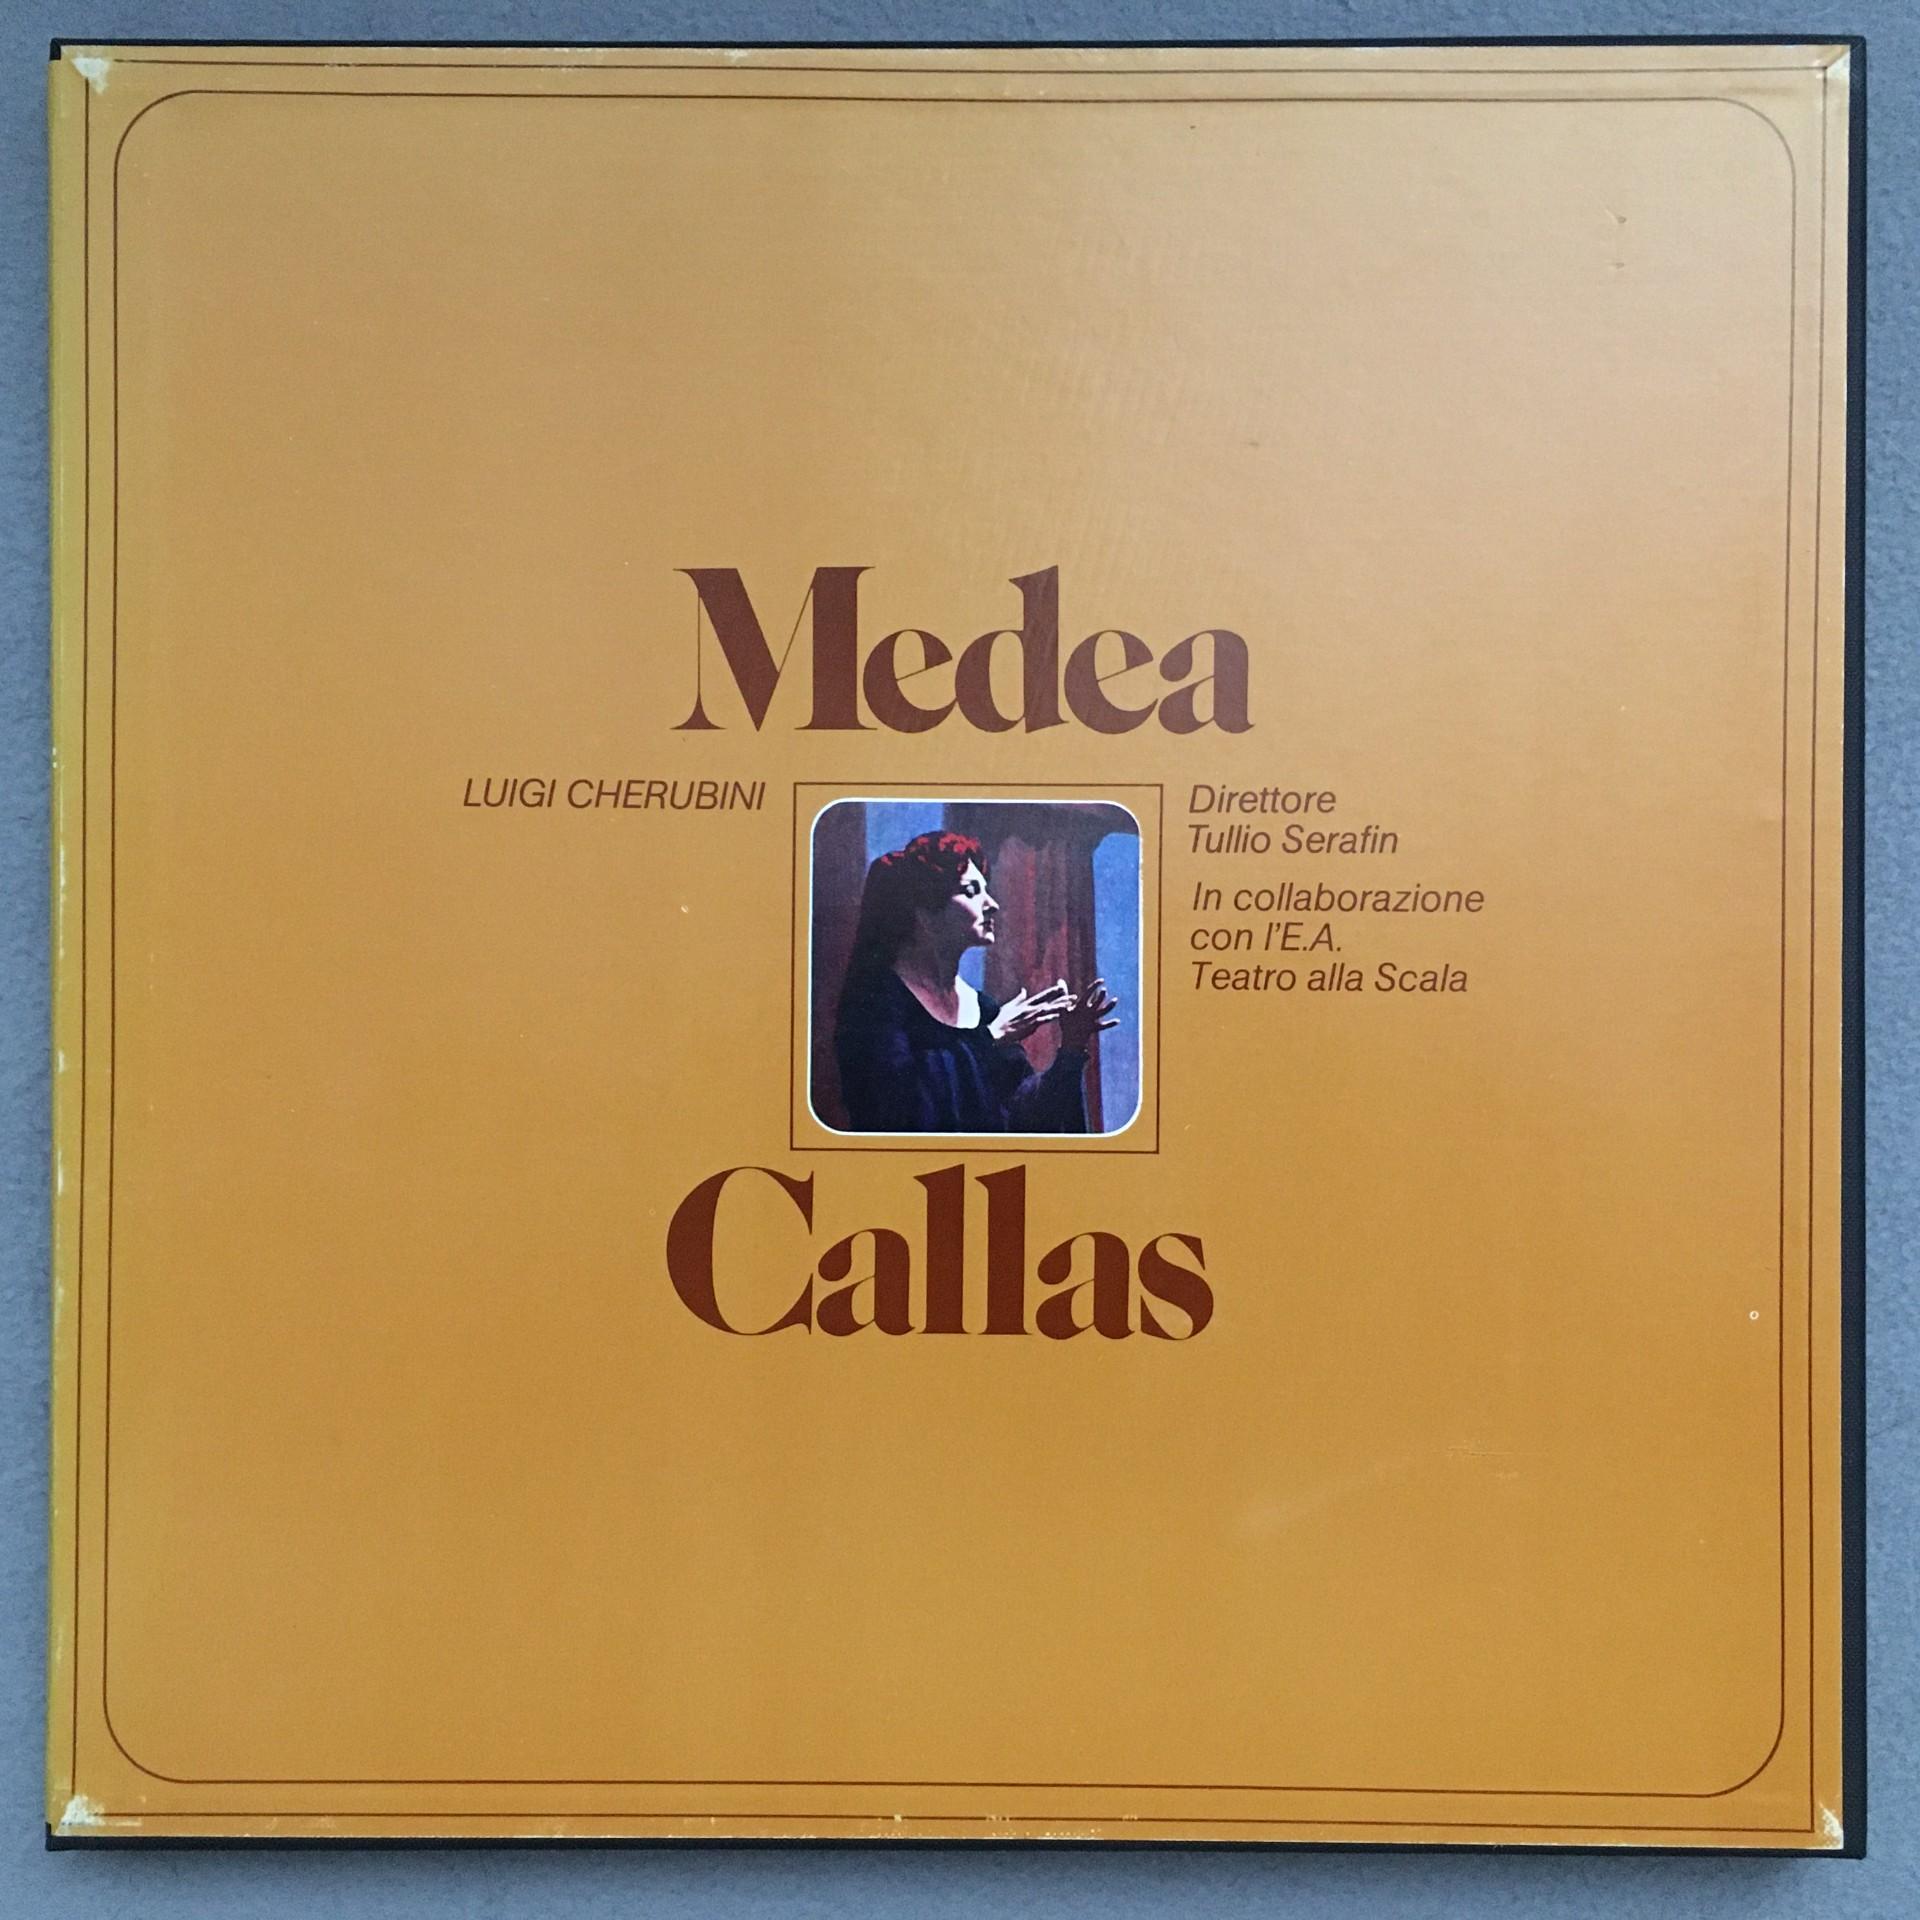 Medea
LUIGI CHERUBINI
Direttore
Tullio Serafin
In collaborazione
con l'E.A.
Teatro alla Scala
Callas